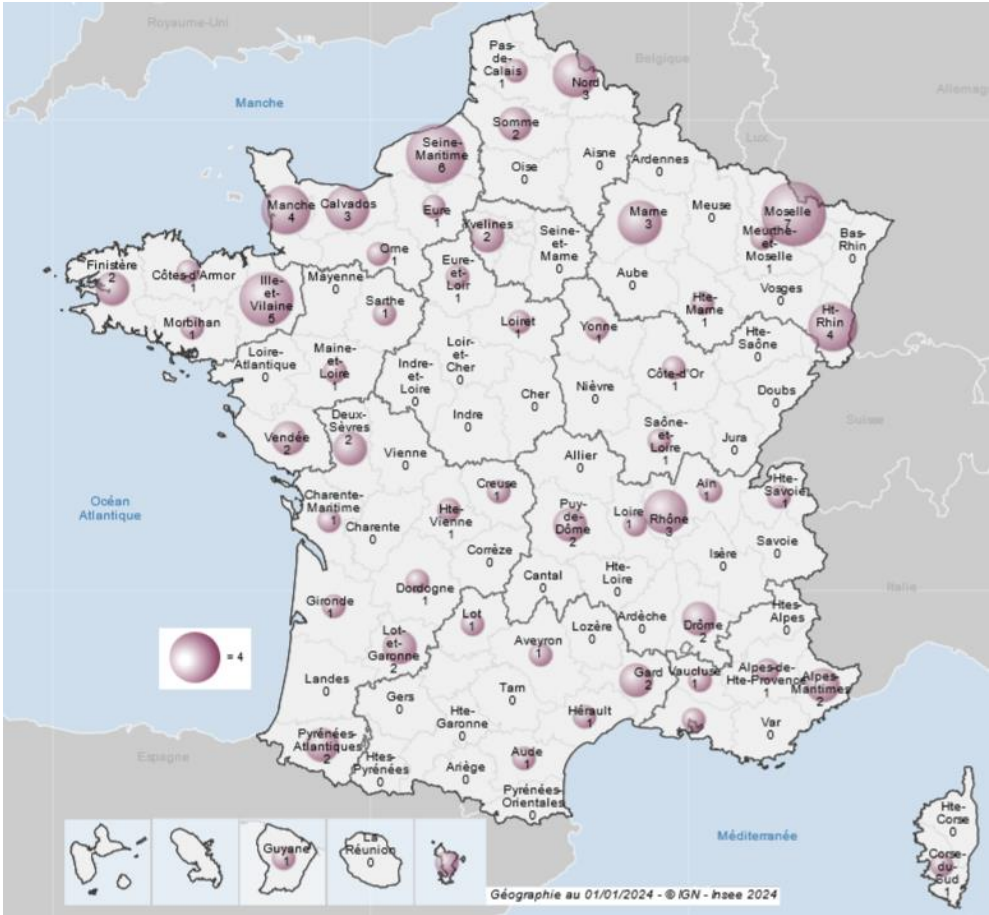 Royaume-Uni
Pas-
de-
Calais
1
Belgique
Nord
3
Allemagn
Manche
Somme
2
Lux
Seine-
Maritime
6
Oise
0
Aisne
0
Ardennes
0
Manche
4
Calvados
3
Eure
1
Yvelines
2
Seine-
et-
Marne
0
Marne
3
Meuse
0
Moselle
7
Meurthe-
et-
Moselle
1
Bas-
Rhin
0
Orne
1
Finistère
2
Côtes-d'Armor
1
Ille-
et-
Vilaine
5
Mayenne
0
Eure-
et-
Loir
1
Aube
0
Vosges
0
Morbihan
1
Sarthe
1
Loiret
1
Yonne
1
Hte-
Marne
1
Ht-
Rhin
4
Loire-
Atlantique
0
Maine-
et-
Loire
1
Indre-
et-
Loire
0
Loir-
et-
Cher
0
Cher
0
Nièvre
0
Côte-d'Or
1
Hte-
Saône
0
Doubs
0
Suisse
Vendée
2
Deux-
Sèvres
2
Vienne
0
Indre
0
Saône-
et-
Loire
1
Jura
0
Allier
0
Océan
Atlantique
Charente-
Maritime
1
Charente
0
Hte-
Vienne
1
Creuse
1
Puy-
de-
Dôme
2
Loire
1
Rhône
3
Ain
1
Hte-
Savoie
1
Savoie
0
Corrèze
0
Cantal
0
Hte-
Loire
0
Isère
0
Italie
Gironde
1
Dordogne
1
Lot
1
Aveyron
1
Lozère
0
Ardèche
0
Drôme
2
Htes-
Alpes
0
= 4
Lot-
et-
Garonne
2
Landes
0
Gers
0
Tarn
0
Gard
2
Vaucluse
1
Alpes-de-
Hte-Provence
1
Alpes-
Maritimes
2
Hte-
Garonne
0
Hérault
1
Var
0
Espagne
Pyrénées-
Atlantiques
2
Htes-
Pyrénées
0
Ariège
0
Aude
1
Pyrénées-
Orientales
0
Méditerranée
Hte-
Corse
0
Corse-
du-
Sud
1
Guyane
1
La
Réunion
0
Géographie au 01/01/2024 - © IGN - Insee 2024